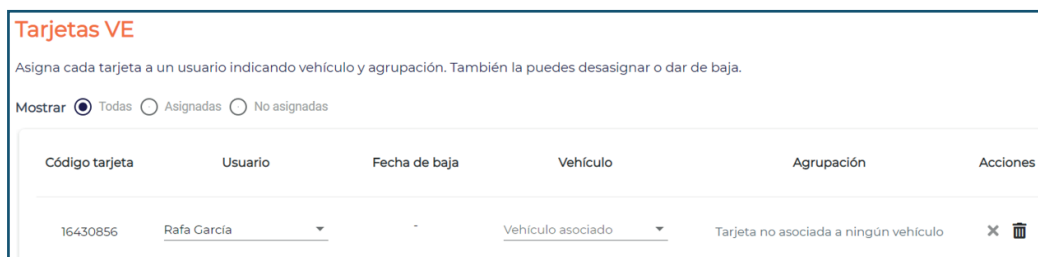 Tarjetas VE
Asigna cada tarjeta a un usuario indicando vehículo y agrupación. También la puedes desasignar o dar de baja.
Mostrar Todas Asignadas No asignadas
Código tarjeta Usuario Fecha de baja Vehículo Agrupación Acciones
16430856 Rafa García - Vehículo asociado Tarjeta no asociada a ningún vehículo